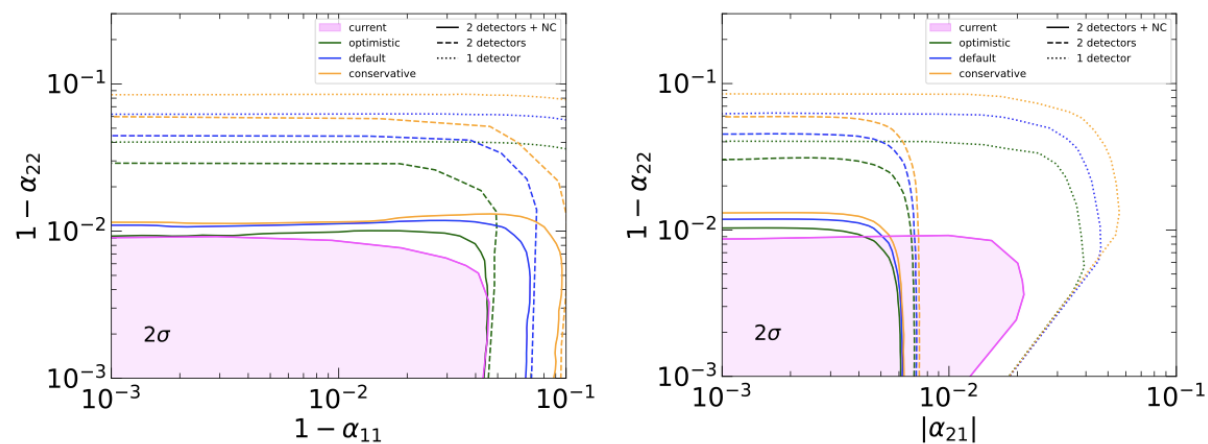 current
optimistic
default
conservative
2 detectors + NC
2 detectors
1 detector
10⁻¹
10⁻²
10⁻³
1 − α₂₂
2σ
10⁻³
10⁻²
10⁻¹
1 − α₁₁
current
optimistic
default
conservative
2 detectors + NC
2 detectors
1 detector
10⁻¹
10⁻²
10⁻³
1 − α₂₂
2σ
10⁻³
10⁻²
10⁻¹
|α₂₁|